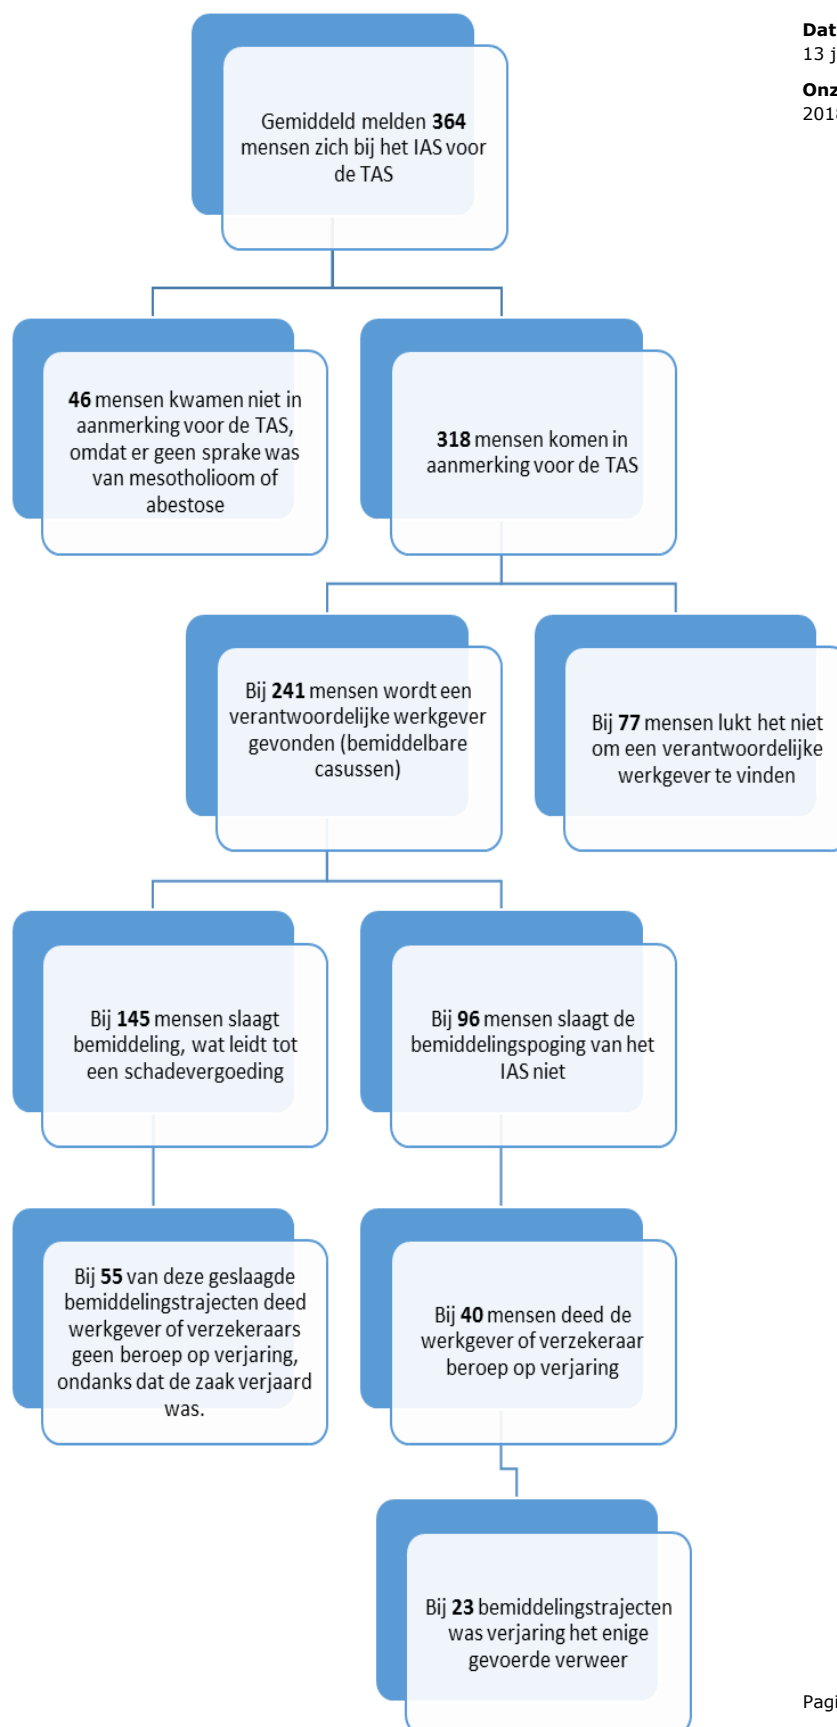 Dat
13 j
Onz
2018
Gemiddeld melden 364
mensen zich bij het IAS voor
de TAS
46 mensen kwamen niet in
aanmerking voor de TAS,
omdat er geen sprake was
van mesotholioom of
abestose
318 mensen komen in
aanmerking voor de TAS
Bij 241 mensen wordt een
verantwoordelijke werkgever
gevonden (bemiddelbare
casussen)
Bij 77 mensen lukt het niet
om een verantwoordelijke
werkgever te vinden
Bij 145 mensen slaagt
bemiddeling, wat leidt tot
een schadevergoeding
Bij 96 mensen slaagt de
bemiddelingspoging van het
IAS niet
Bij 55 van deze geslaagde
bemiddelingstrajecten deed
werkgever of verzekeraars
geen beroep op verjaring,
ondanks dat de zaak verjaard
was.
Bij 40 mensen deed de
werkgever of verzekeraar
beroep op verjaring
Bij 23 bemiddelingstrajecten
was verjaring het enige
gevoerde verweer
Pagi